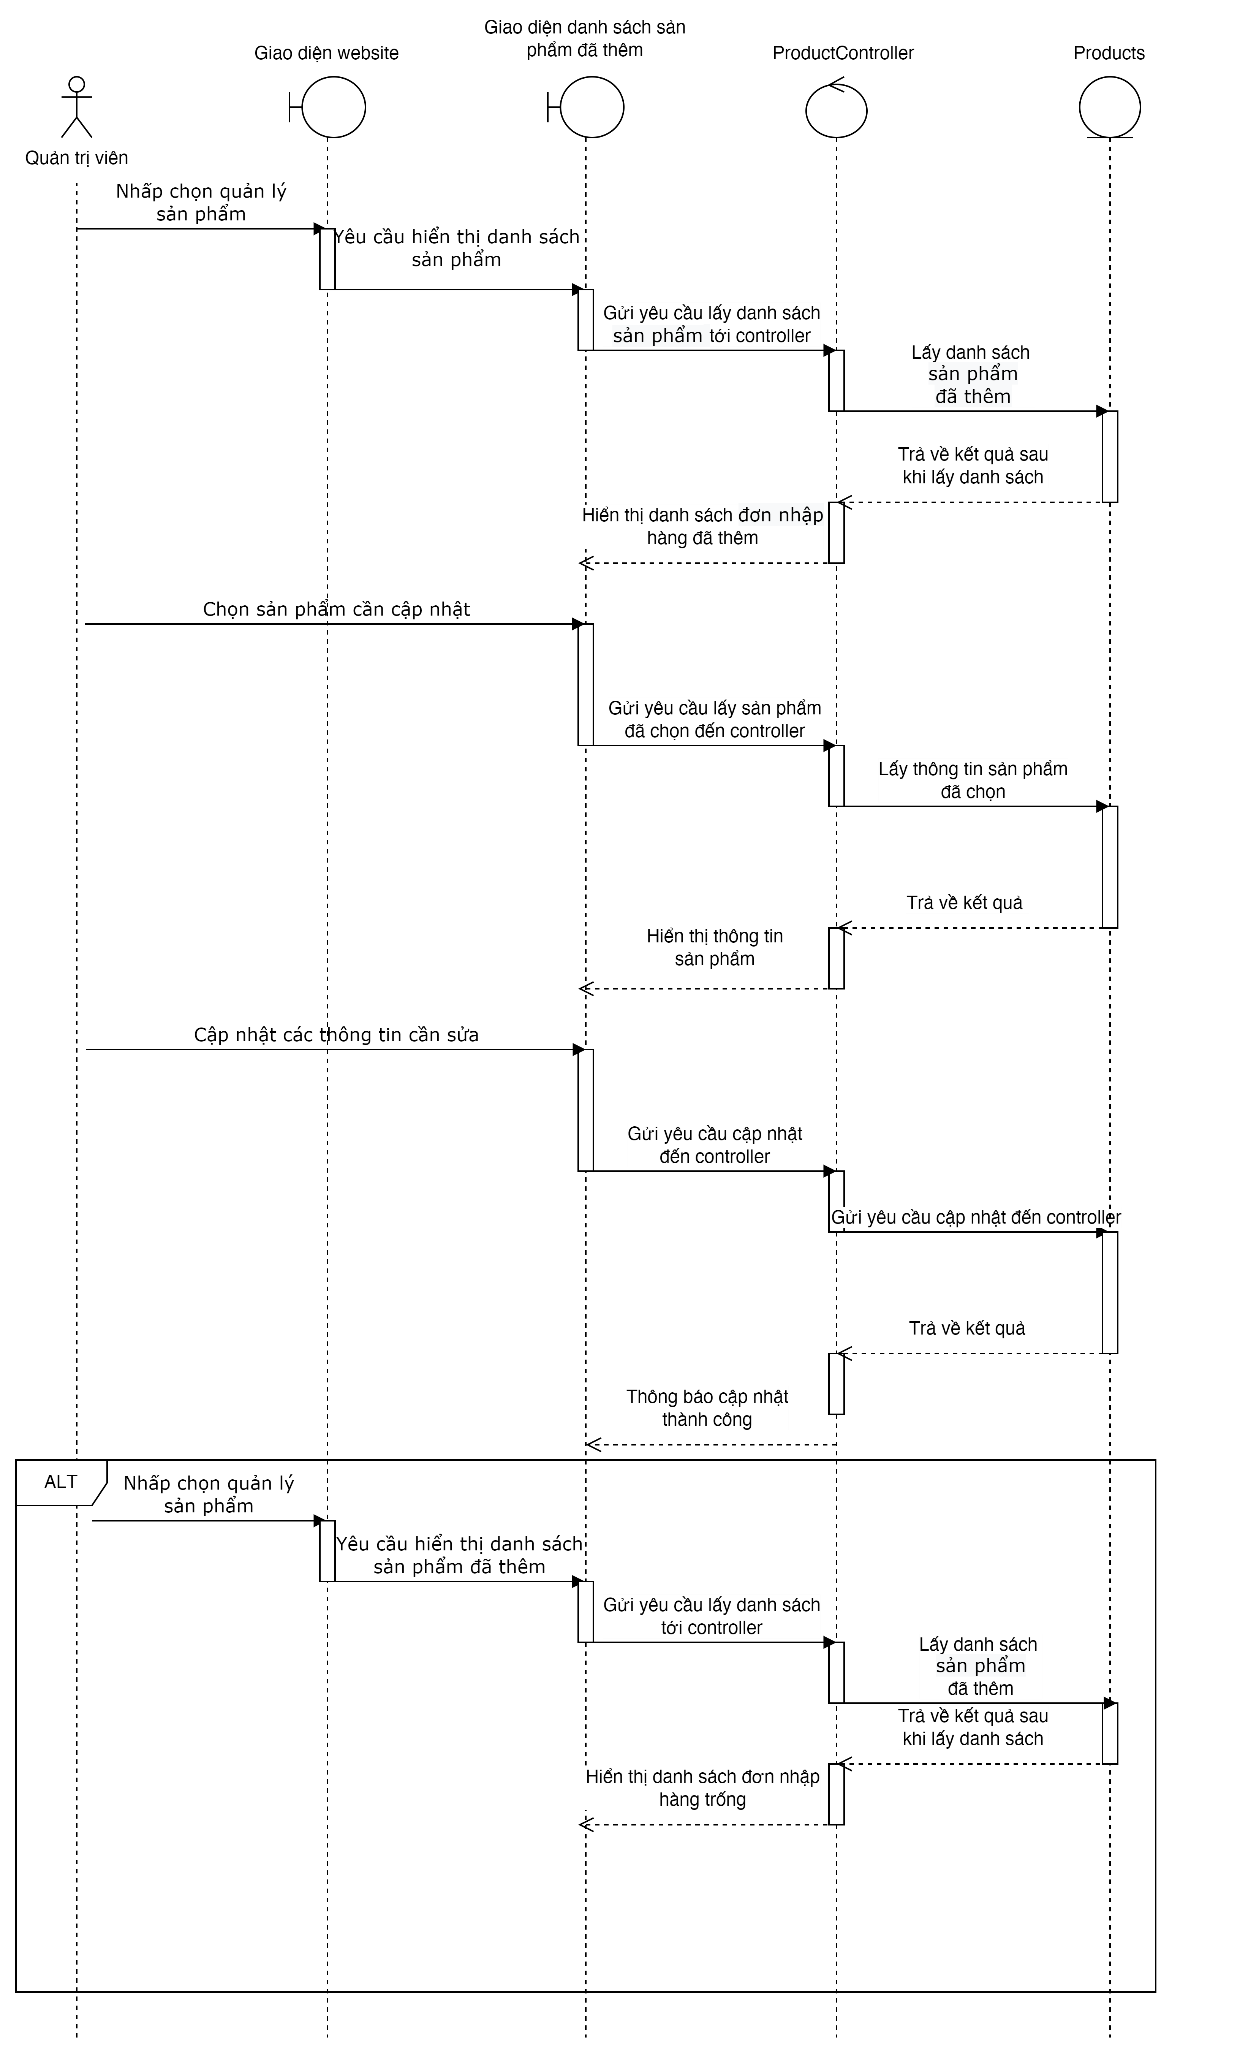 Giao diện danh sách sản
phẩm đã thêm
Giao diện website
ProductController
Products
Quản trị viên
Nhấp chọn quản lý
sản phẩm
Yêu cầu hiển thị danh sách
sản phẩm
Gửi yêu cầu lấy danh sách
sản phẩm tới controller
Lấy danh sách
sản phẩm
đã thêm
Trả về kết quả sau
khi lấy danh sách
Hiển thị danh sách đơn nhập
hàng đã thêm
Chọn sản phẩm cần cập nhật
Gửi yêu cầu lấy sản phẩm
đã chọn đến controller
Lấy thông tin sản phẩm
đã chọn
Trả về kết quả
Hiển thị thông tin
sản phẩm
Cập nhật các thông tin cần sửa
Gửi yêu cầu cập nhật
đến controller
Gửi yêu cầu cập nhật đến controller
Trả về kết quả
Thông báo cập nhật
thành công
ALT
Nhấp chọn quản lý
sản phẩm
Yêu cầu hiển thị danh sách
sản phẩm đã thêm
Gửi yêu cầu lấy danh sách
tới controller
Lấy danh sách
sản phẩm
đã thêm
Trả về kết quả sau
khi lấy danh sách
Hiển thị danh sách đơn nhập
hàng trống